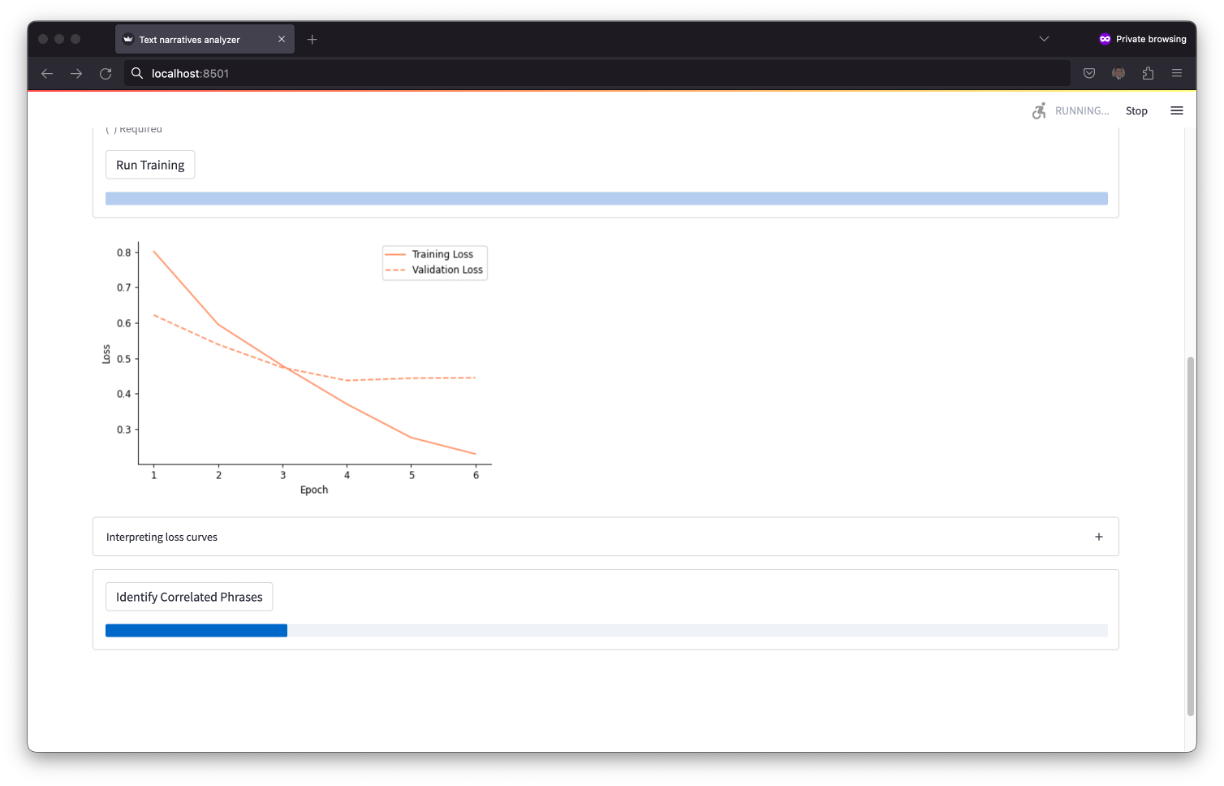 Text narratives analyzer
Private browsing
localhost:8501
RUNNING...
Stop
( ) Required
Run Training
0.8
0.7
0.6
0.5
0.4
0.3
Loss
Training Loss
Validation Loss
1 2 3 4 5 6
Epoch
Interpreting loss curves
Identify Correlated Phrases